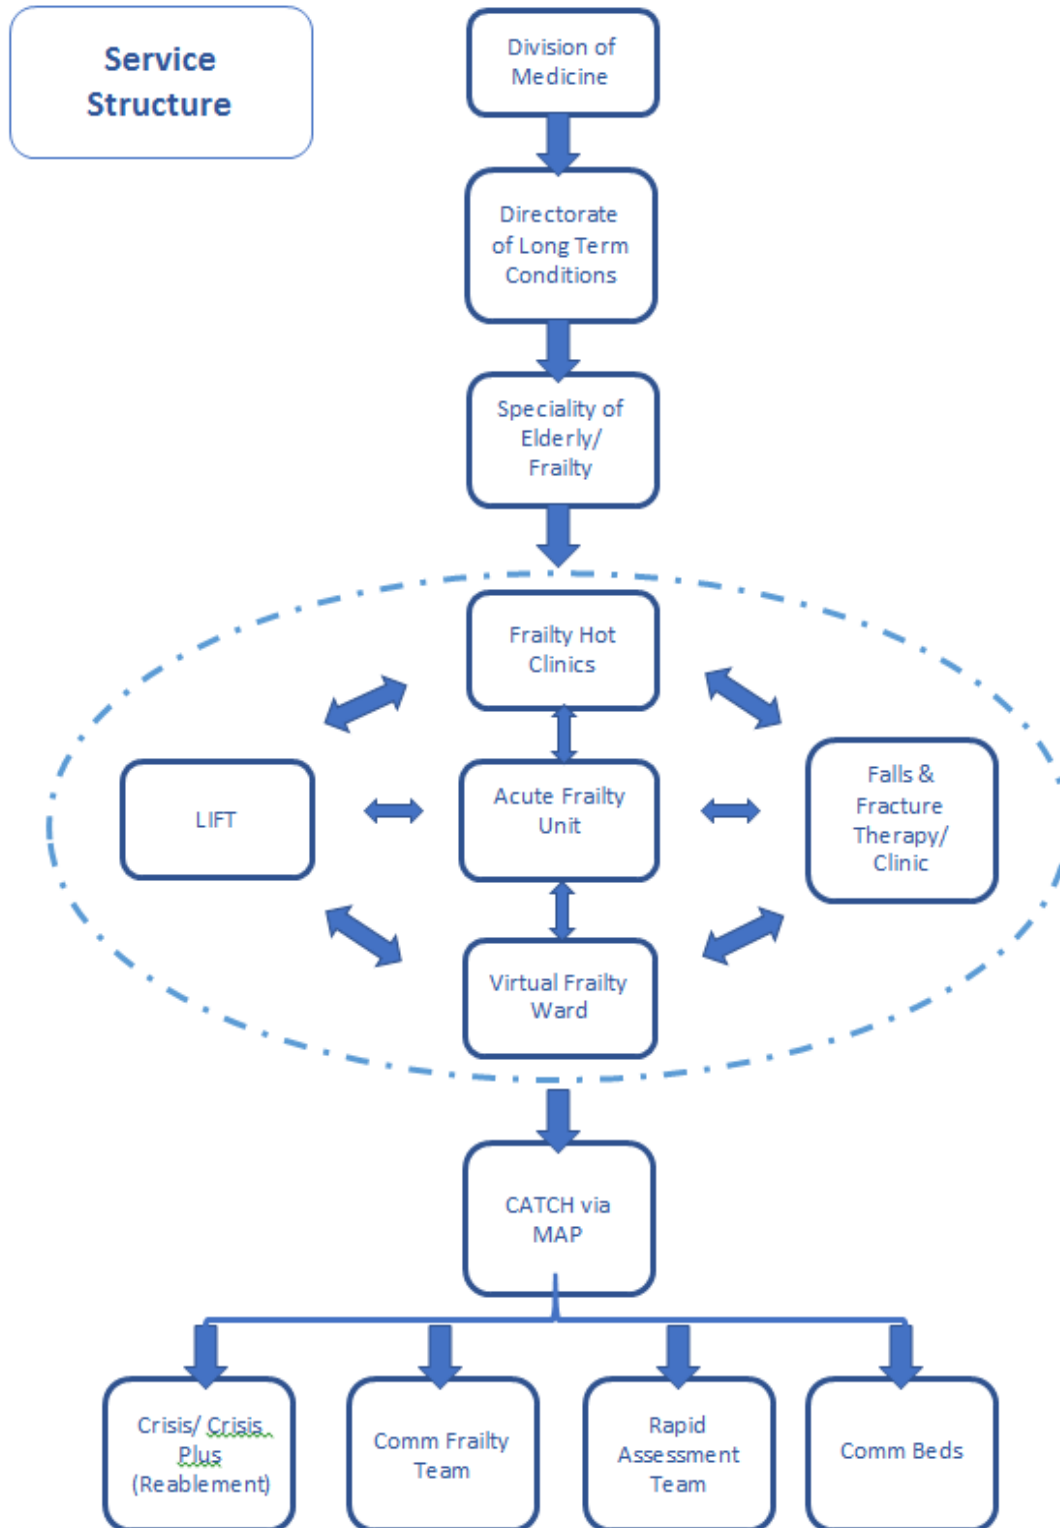 Service
Structure
Division of
Medicine
Directorate
of Long Term
Conditions
Speciality of
Elderly/
Frailty
Frailty Hot
Clinics
LIFT
Acute Frailty
Unit
Falls &
Fracture
Therapy/
Clinic
Virtual Frailty
Ward
CATCH via
MAP
Crisis/ Crisis
Plus
(Reablement)
Comm Frailty
Team
Rapid
Assessment
Team
Comm Beds